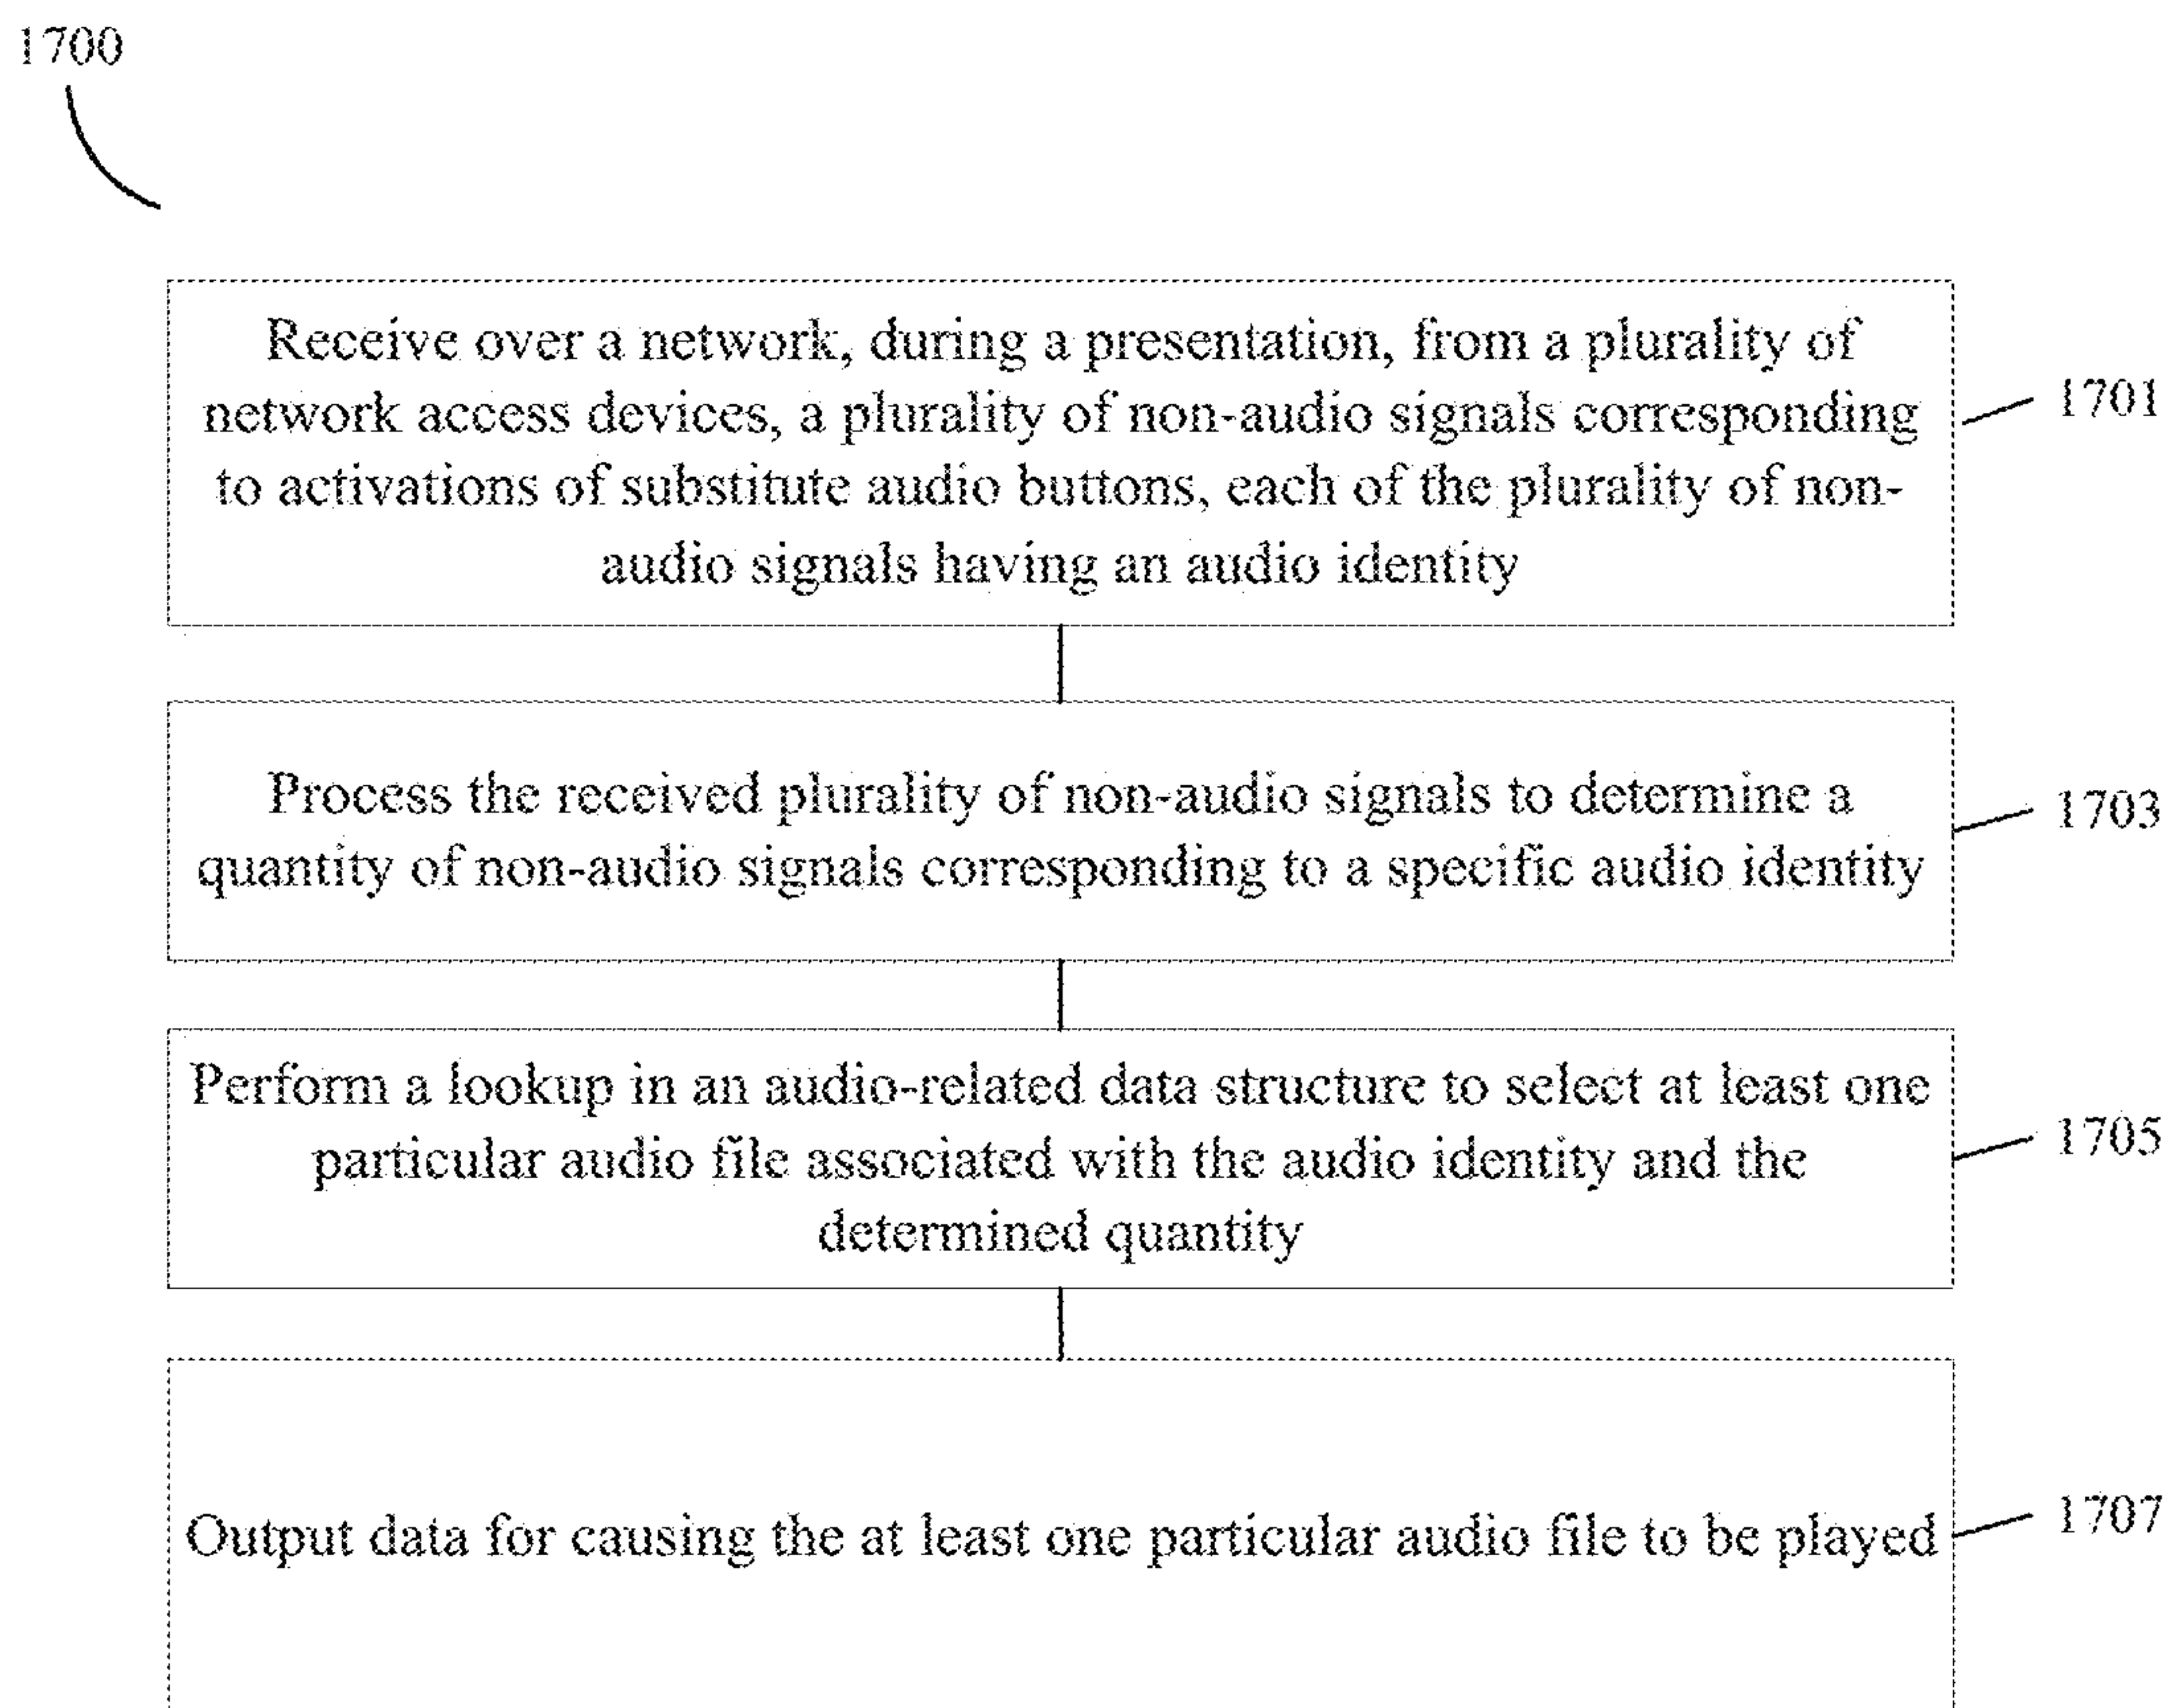 1700
Receive over a network, during a presentation, from a plurality of
network access devices, a plurality of non-audio signals corresponding
to activations of substitute audio buttons, each of the plurality of non-
audio signals having an audio identity
1701
Process the received plurality of non-audio signals to determine a
quantity of non-audio signals corresponding to a specific audio identity
1703
Perform a lookup in an audio-related data structure to select at least one
particular audio file associated with the audio identity and the
determined quantity
1705
Output data for causing the at least one particular audio file to be played
1707